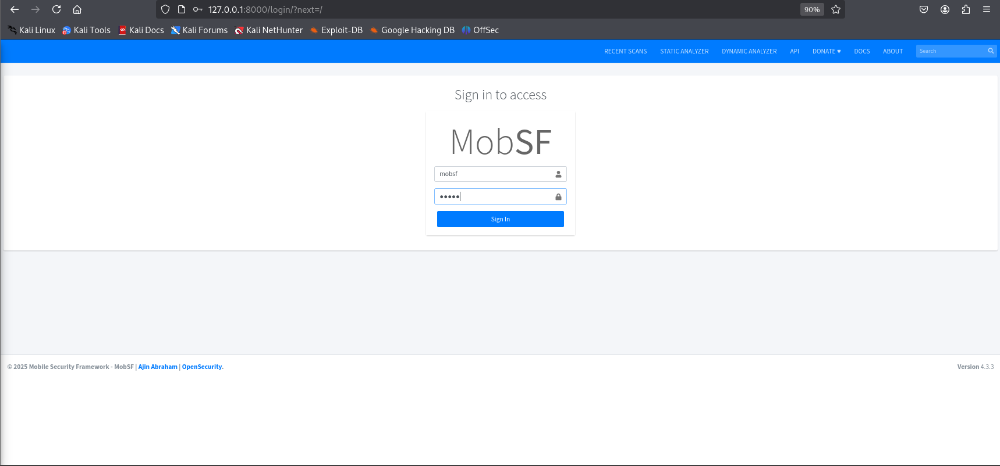 127.0.0.1:8000/login/?next=/ 90%
Kali Linux Kali Tools Kali Docs Kali Forums Kali NetHunter Exploit-DB Google Hacking DB OffSec
RECENT SCANS STATIC ANALYZER DYNAMIC ANALYZER API DONATE ♥ DOCS ABOUT Search
Sign in to access
MobSF
mobsf
•••••
Sign In
© 2025 Mobile Security Framework - MobSF | Ajin Abraham | OpenSecurity. Version 4.3.3